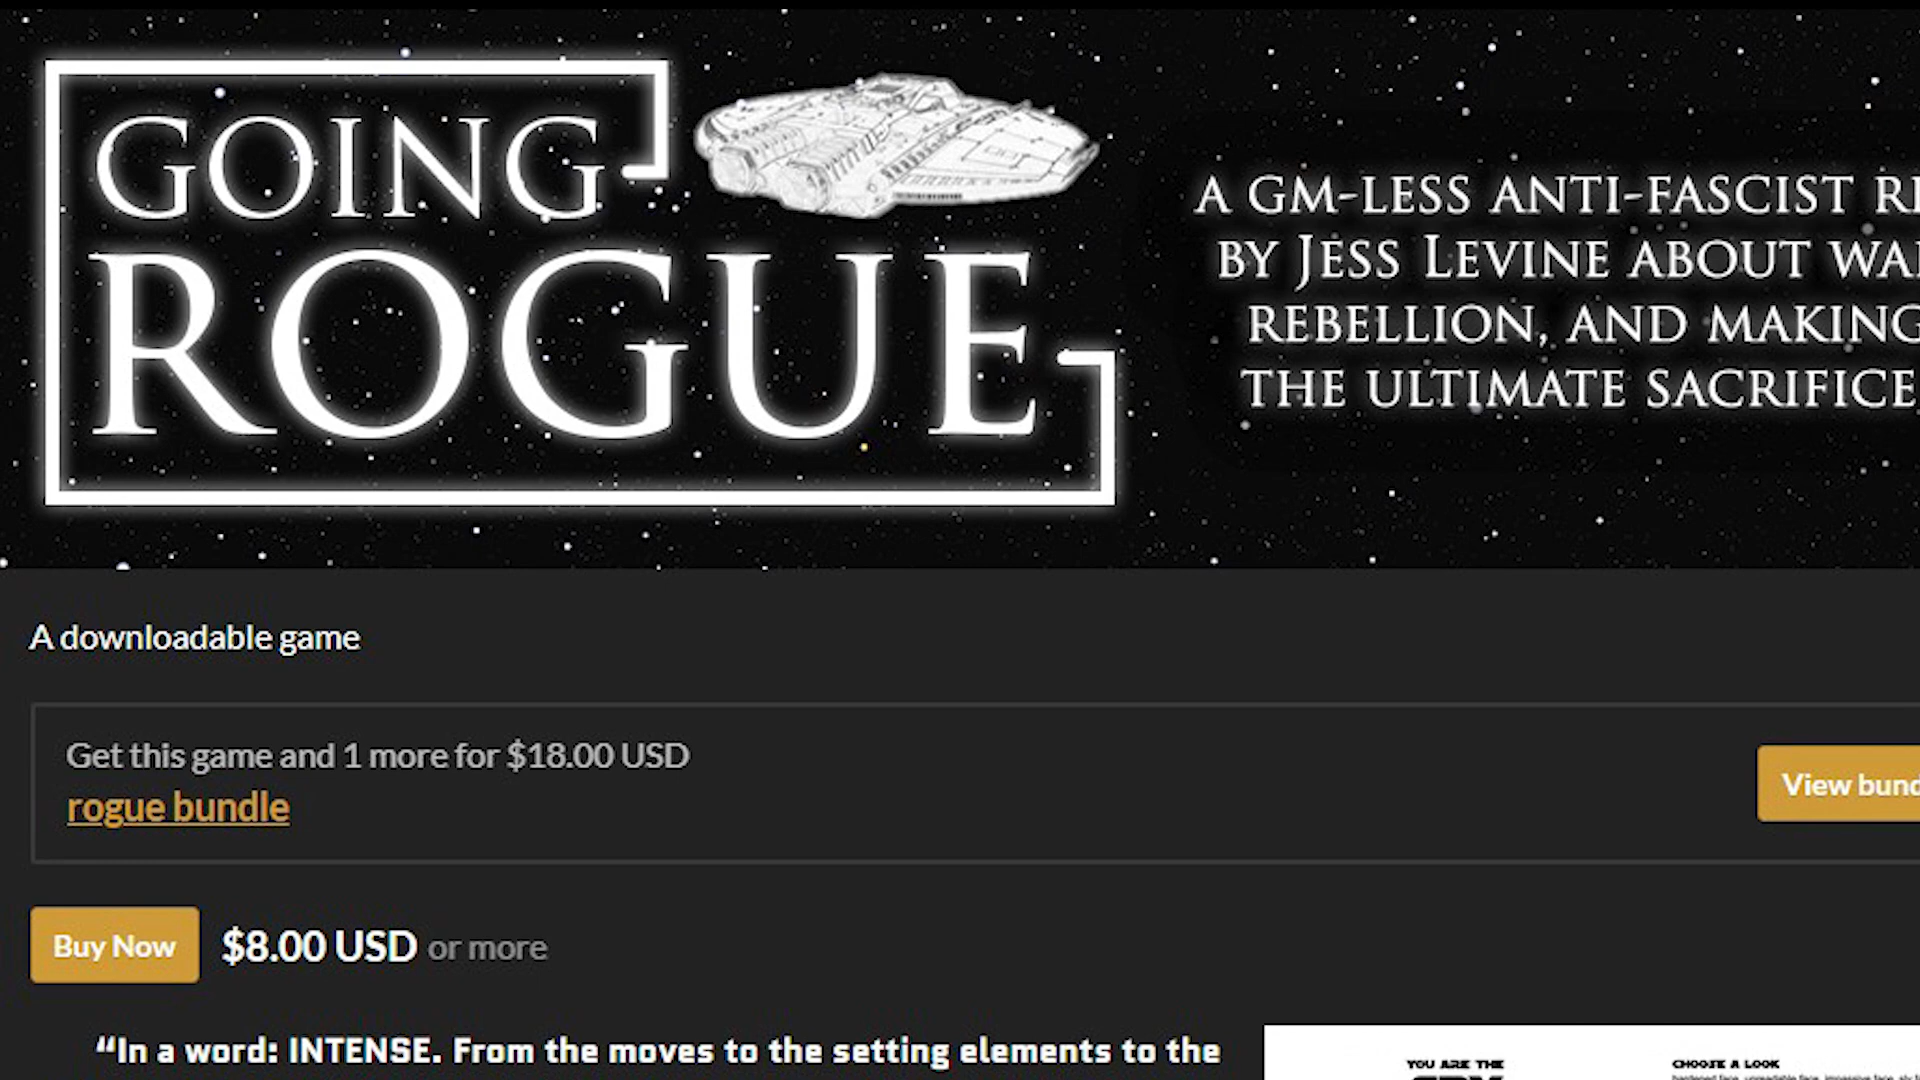 GOING
ROGUE
A GM-LESS ANTI-FASCIST
BY JESS LEVINE ABOUT
REBELLION, AND MAKING
THE ULTIMATE SACRIFICE
A downloadable game
Get this game and 1 more for $18.00 USD
rogue bundle
View
Buy Now $8.00 USD or more
“In a word: INTENSE. From the moves to the setting elements to the
YOU ARE THE
CHOOSE A LOOK